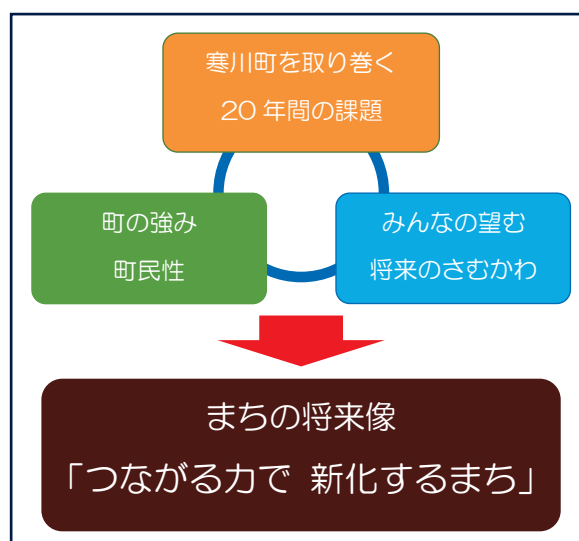 寒川町を取り巻く
20年間の課題
町の強み
町民性
みんなの望む
将来のさむかわ
まちの将来像
「つながる力で 新化するまち」